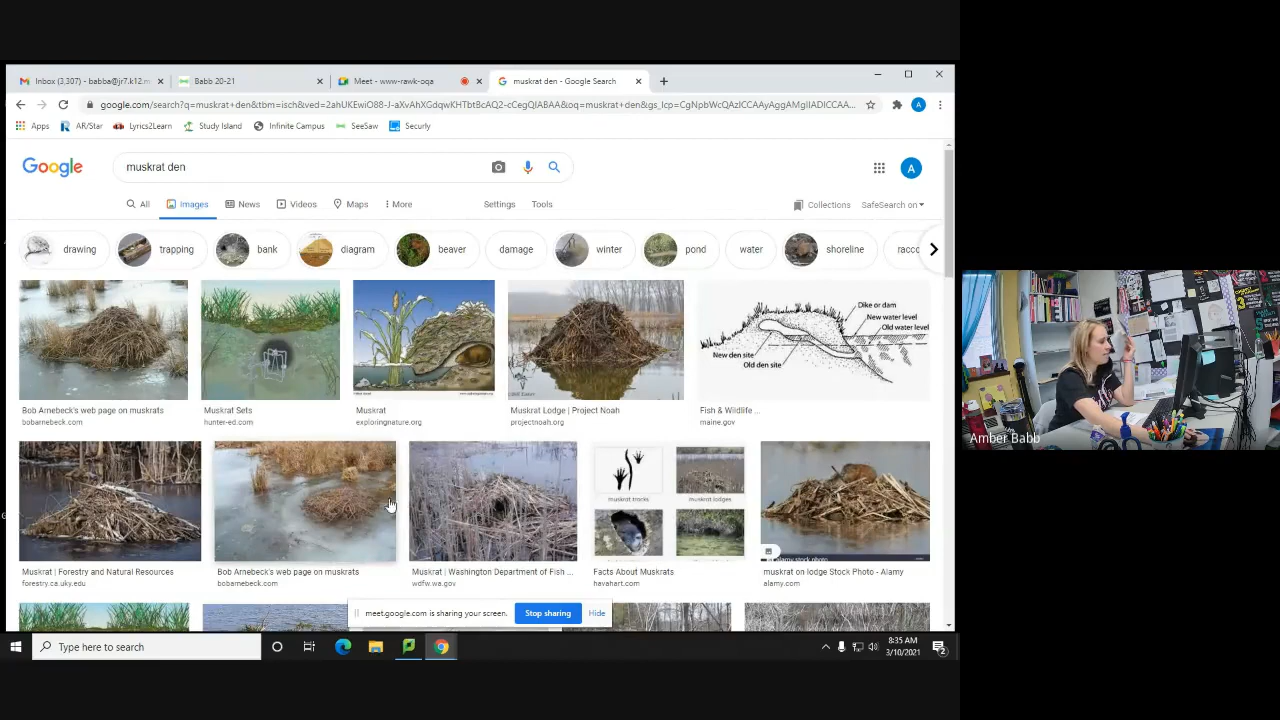 Inbox (3,307) - babba@jr7.k12.m
Babb 20-21
Meet - www-rawk-oqa
muskrat den - Google Search
google.com/search?q=muskrat+den&tbm=isch&ved=2ahUKEwiO88-J-aXvAhXGdqwKHTbtBcAQ2-cCegQIABAA&oq=muskrat+den&gs_lcp=CgNpbWcQAzICCAAyAggAMgIIADICCAA...
Apps
AR/Star
Lyrics2Learn
Study Island
Infinite Campus
SeeSaw
Securly
Google
muskrat den
A
All
Images
News
Videos
Maps
More
Settings
Tools
Collections
SafeSearch on
drawing
trapping
bank
diagram
beaver
damage
winter
pond
water
shoreline
racco
Dike or dam
New water level
Old water level
New den site
Old den site
Bob Arnebeck's web page on muskrats
bobarnebeck.com
Muskrat Sets
hunter-ed.com
Muskrat
exploringnature.org
Muskrat Lodge | Project Noah
projectnoah.org
Fish & Wildlife ...
maine.gov
muskrat tracks
muskrat lodges
Muskrat | Forestry and Natural Resources
forestry.ca.uky.edu
Bob Arnebeck's web page on muskrats
bobarnebeck.com
Muskrat | Washington Department of Fish ...
wdfw.wa.gov
Facts About Muskrats
havahart.com
muskrat on lodge Stock Photo - Alamy
alamy.com
meet.google.com is sharing your screen.
Stop sharing
Hide
Type here to search
8:35 AM
3/10/2021
2
Amber Babb